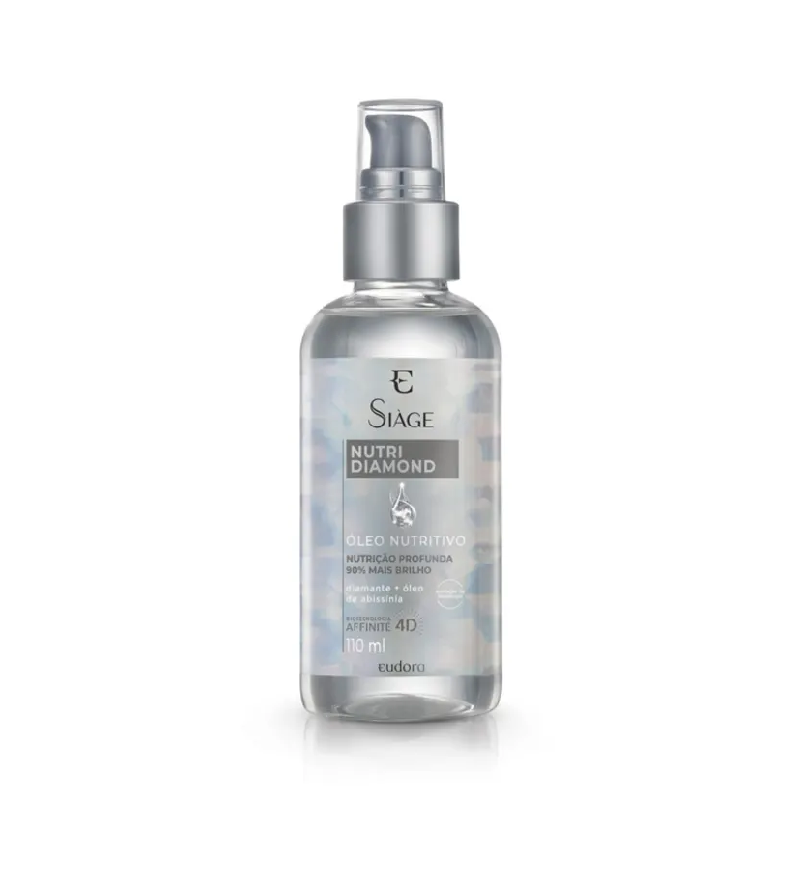 E
SIÀGE
NUTRI
DIAMOND
ÓLEO NUTRITIVO
NUTRIÇÃO PROFUNDA
90% MAIS BRILHO
diamante + óleo
de abissínia
AFFINITÉ 4D
110 ml
eudora